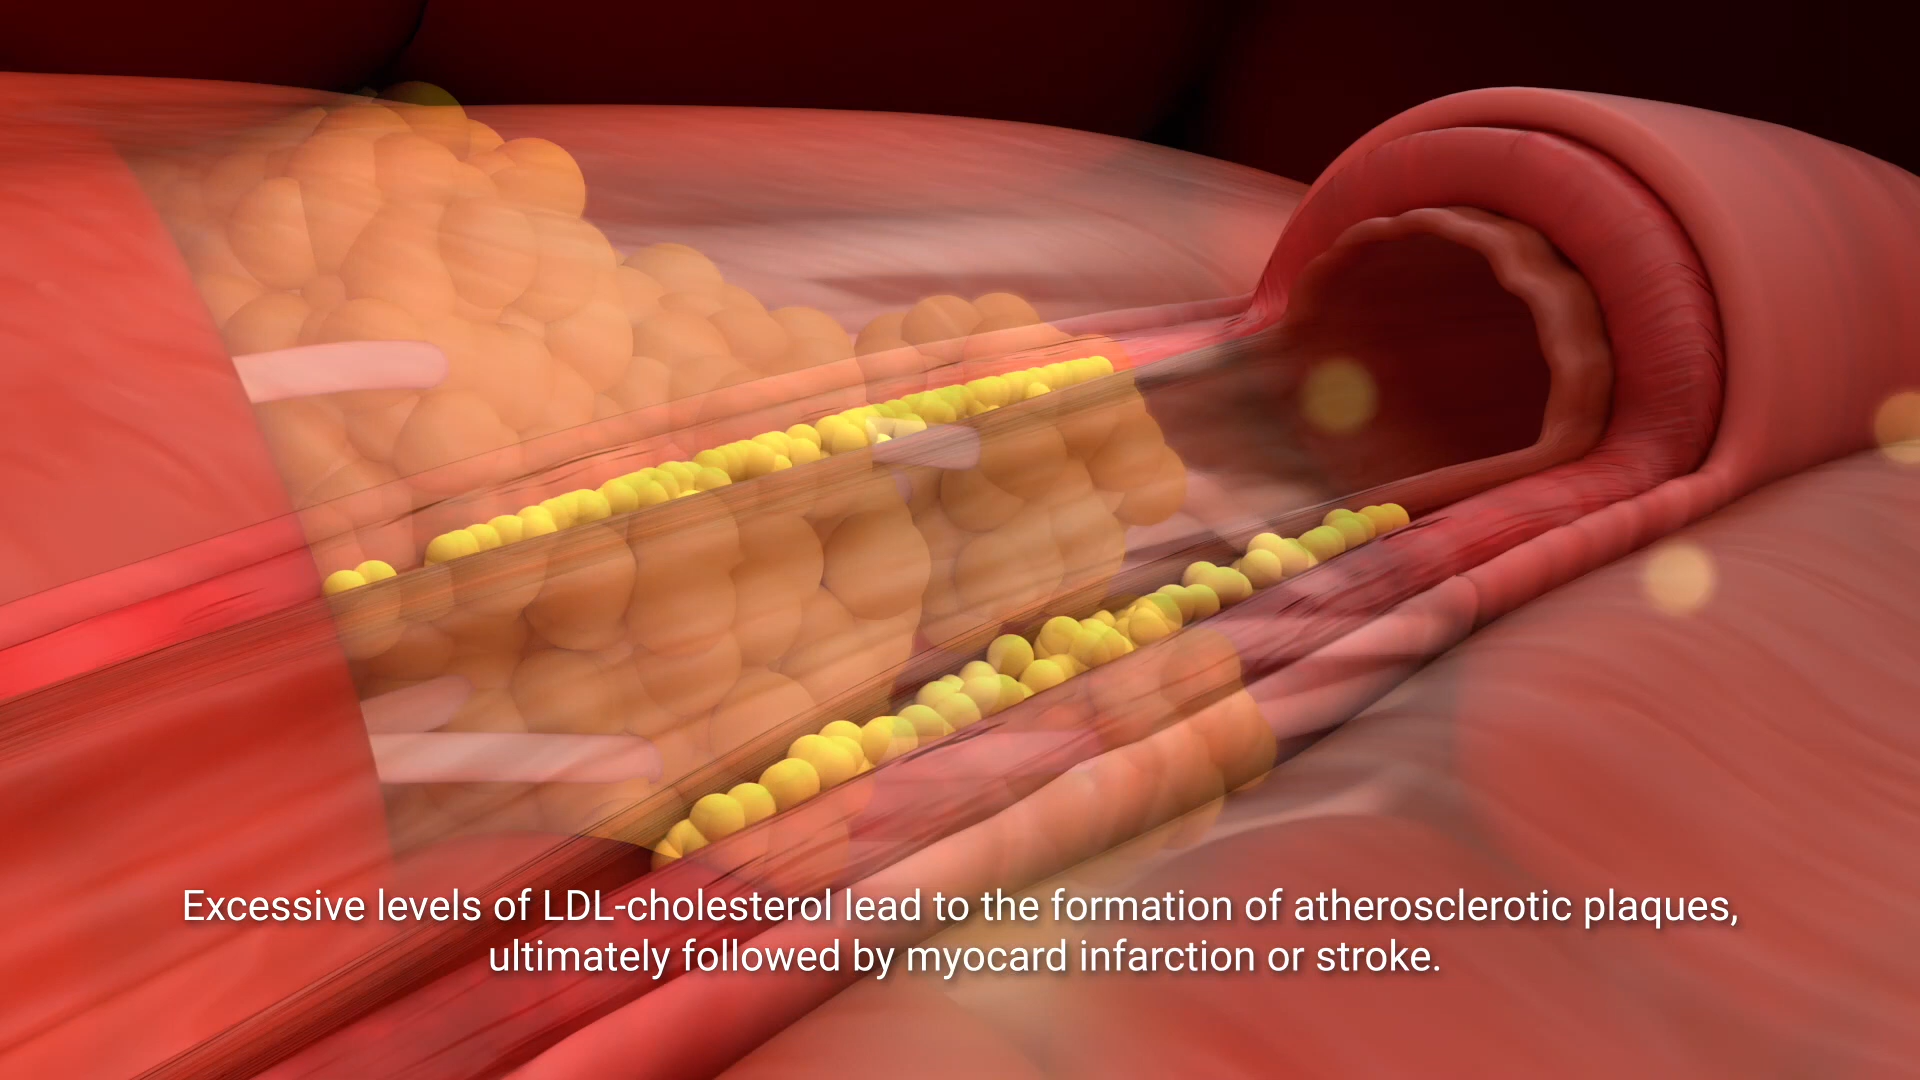 Excessive levels of LDL-cholesterol lead to the formation of atherosclerotic plaques,
ultimately followed by myocard infarction or stroke.